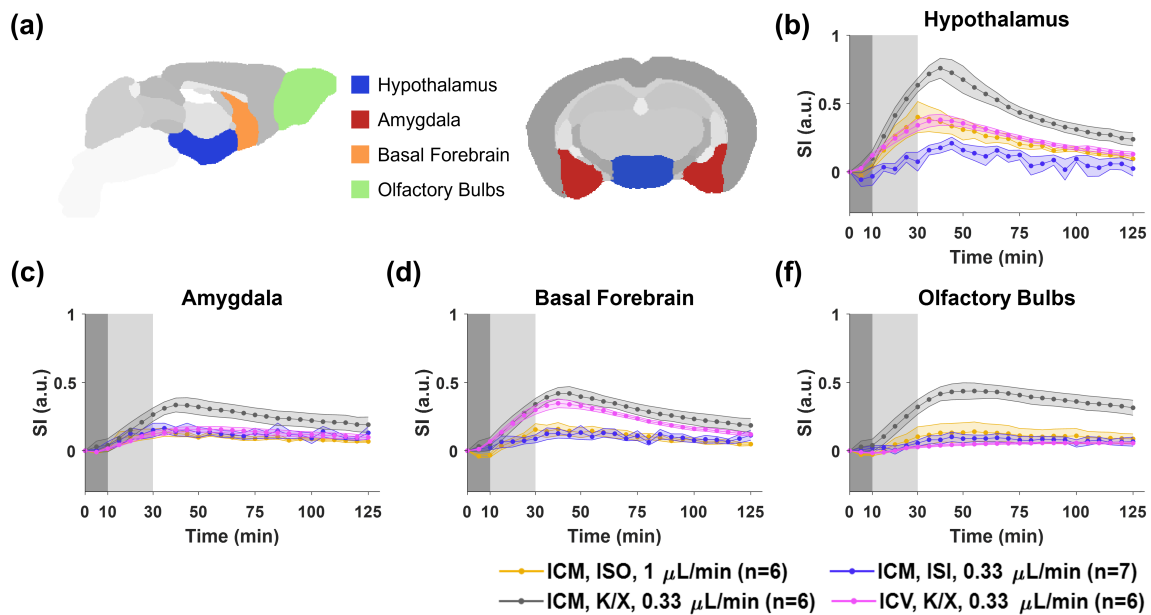 (a)
Hypothalamus
Amygdala
Basal Forebrain
Olfactory Bulbs
(b)
Hypothalamus
SI (a.u.)
1
0.5
0
0 10 30 50 75 100 125
Time (min)
(c)
Amygdala
SI (a.u.)
1
0.5
0
0 10 30 50 75 100 125
Time (min)
(d)
Basal Forebrain
SI (a.u.)
1
0.5
0
0 10 30 50 75 100 125
Time (min)
(f)
Olfactory Bulbs
SI (a.u.)
1
0.5
0
0 10 30 50 75 100 125
Time (min)
ICM, ISO, 1 μL/min (n=6)
ICM, ISI, 0.33 μL/min (n=7)
ICM, K/X, 0.33 μL/min (n=6)
ICV, K/X, 0.33 μL/min (n=6)